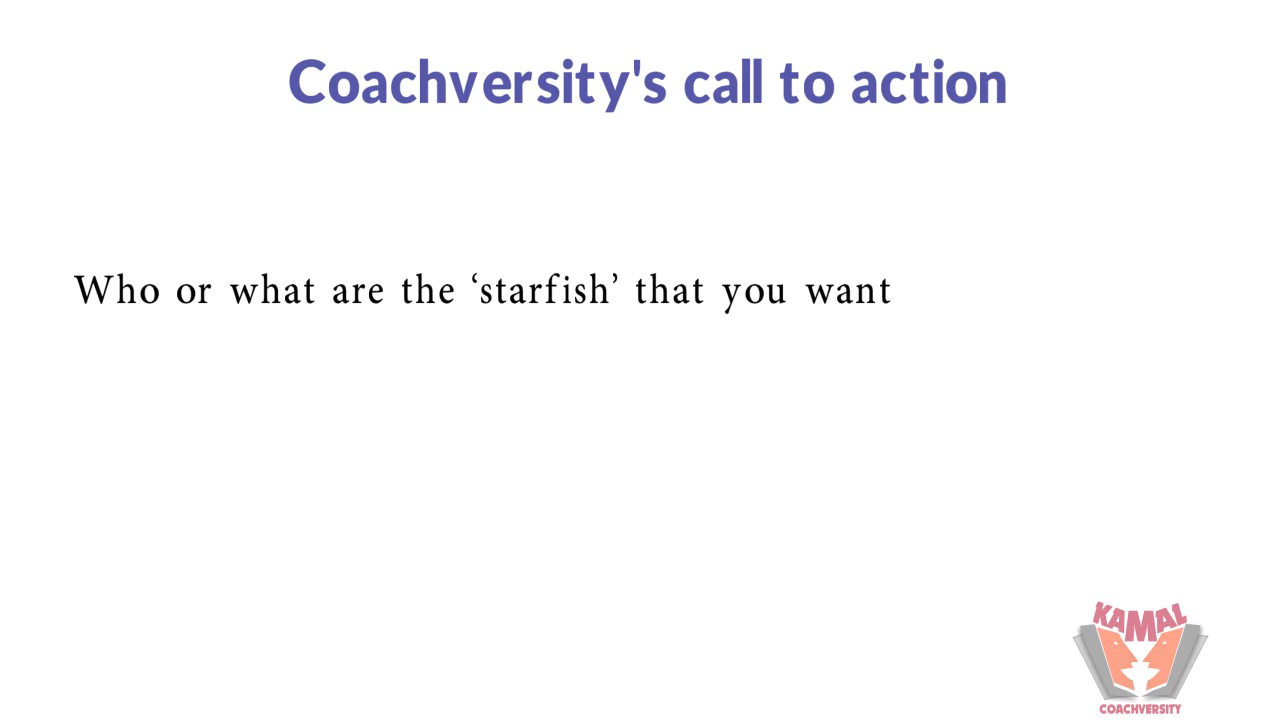 Coachversity's call to action
Who or what are the ‘starfish’ that you want
KAMAL
COACHVERSITY